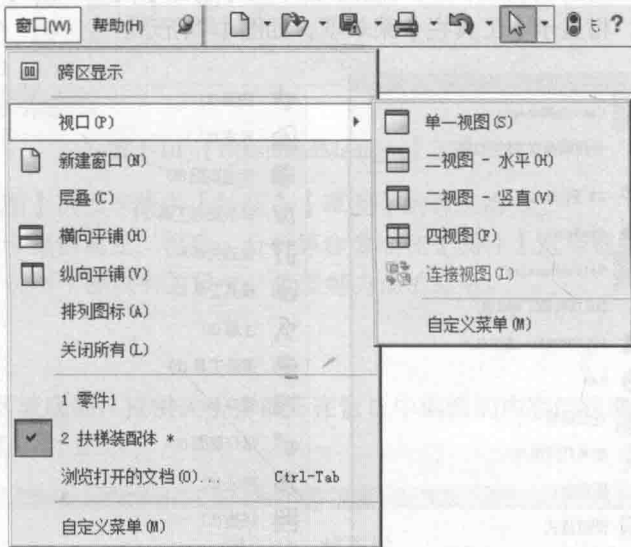 窗口(W) 帮助(H) ?
跨区显示
视口(P)
新建窗口(N)
层叠(C)
横向平铺(H)
纵向平铺(V)
排列图标(A)
关闭所有(L)
1 零件1
2 扶梯装配体 *
浏览打开的文档(O)... Ctrl-Tab
自定义菜单(M)
单一视图(S)
二视图 - 水平(H)
二视图 - 竖直(V)
四视图(F)
连接视图(L)
自定义菜单(M)